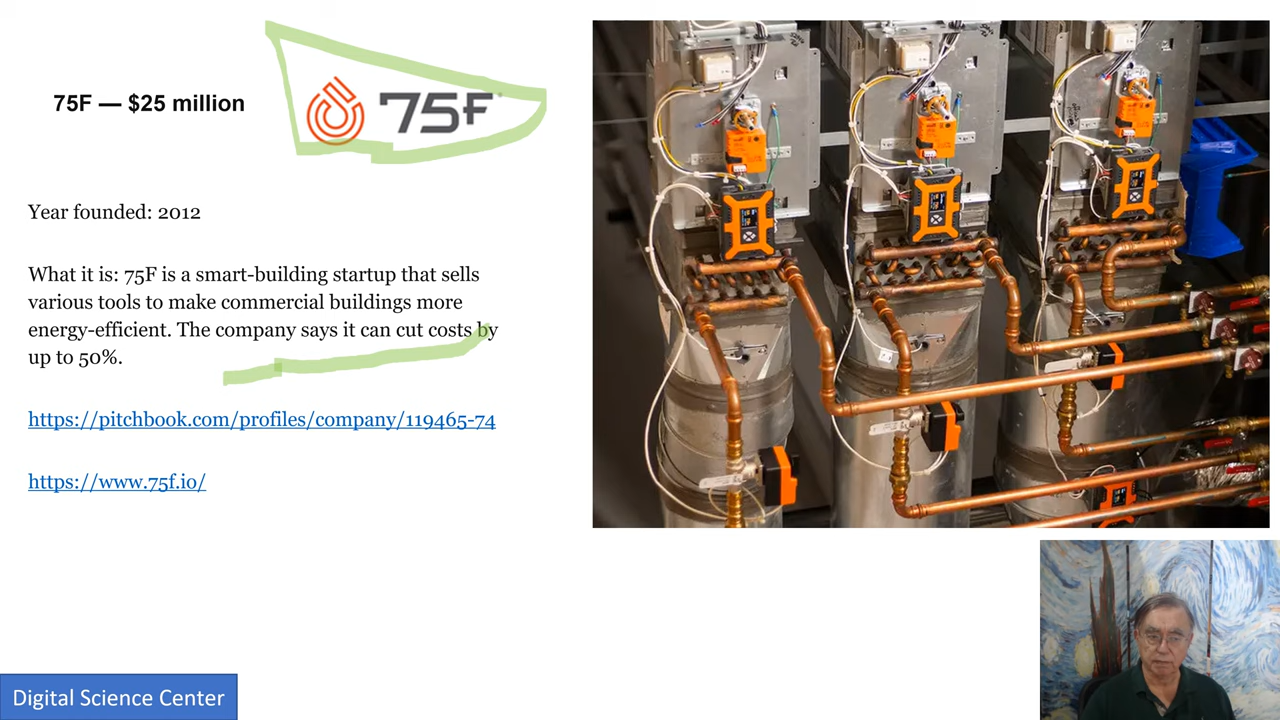 75F — $25 million
75F
Year founded: 2012
What it is: 75F is a smart-building startup that sells
various tools to make commercial buildings more
energy-efficient. The company says it can cut costs by
up to 50%.
https://pitchbook.com/profiles/company/119465-74
https://www.75f.io/
Digital Science Center